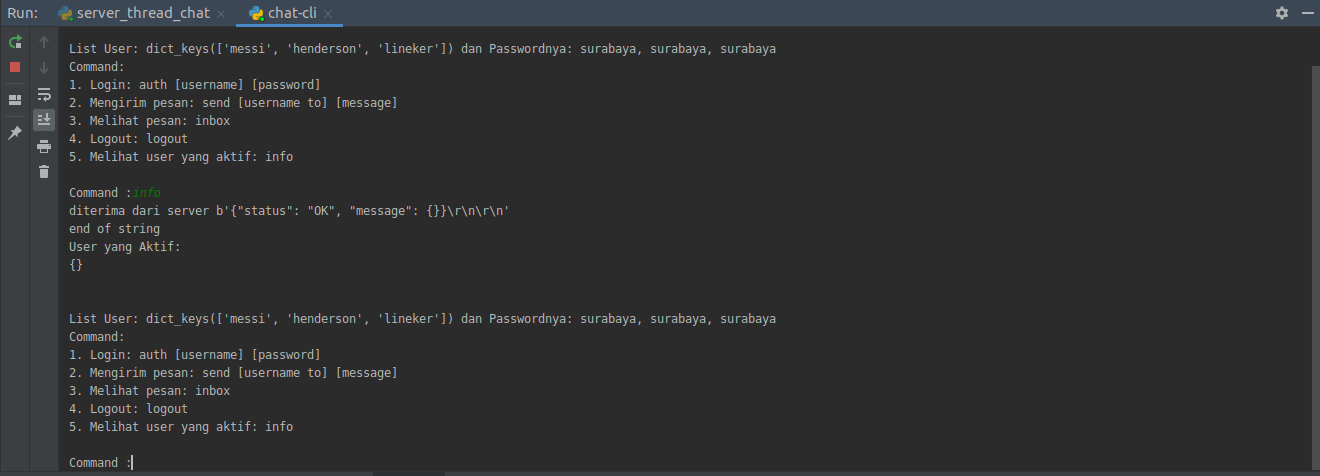 Run: server_thread_chat × chat-cli ×
List User: dict_keys(['messi', 'henderson', 'lineker']) dan Passwordnya: surabaya, surabaya, surabaya
Command:
1. Login: auth [username] [password]
2. Mengirim pesan: send [username to] [message]
3. Melihat pesan: inbox
4. Logout: logout
5. Melihat user yang aktif: info
Command :info
diterima dari server b'{"status": "OK", "message": {}}\r\n\r\n'
end of string
User yang Aktif:
{}
List User: dict_keys(['messi', 'henderson', 'lineker']) dan Passwordnya: surabaya, surabaya, surabaya
Command:
1. Login: auth [username] [password]
2. Mengirim pesan: send [username to] [message]
3. Melihat pesan: inbox
4. Logout: logout
5. Melihat user yang aktif: info
Command :